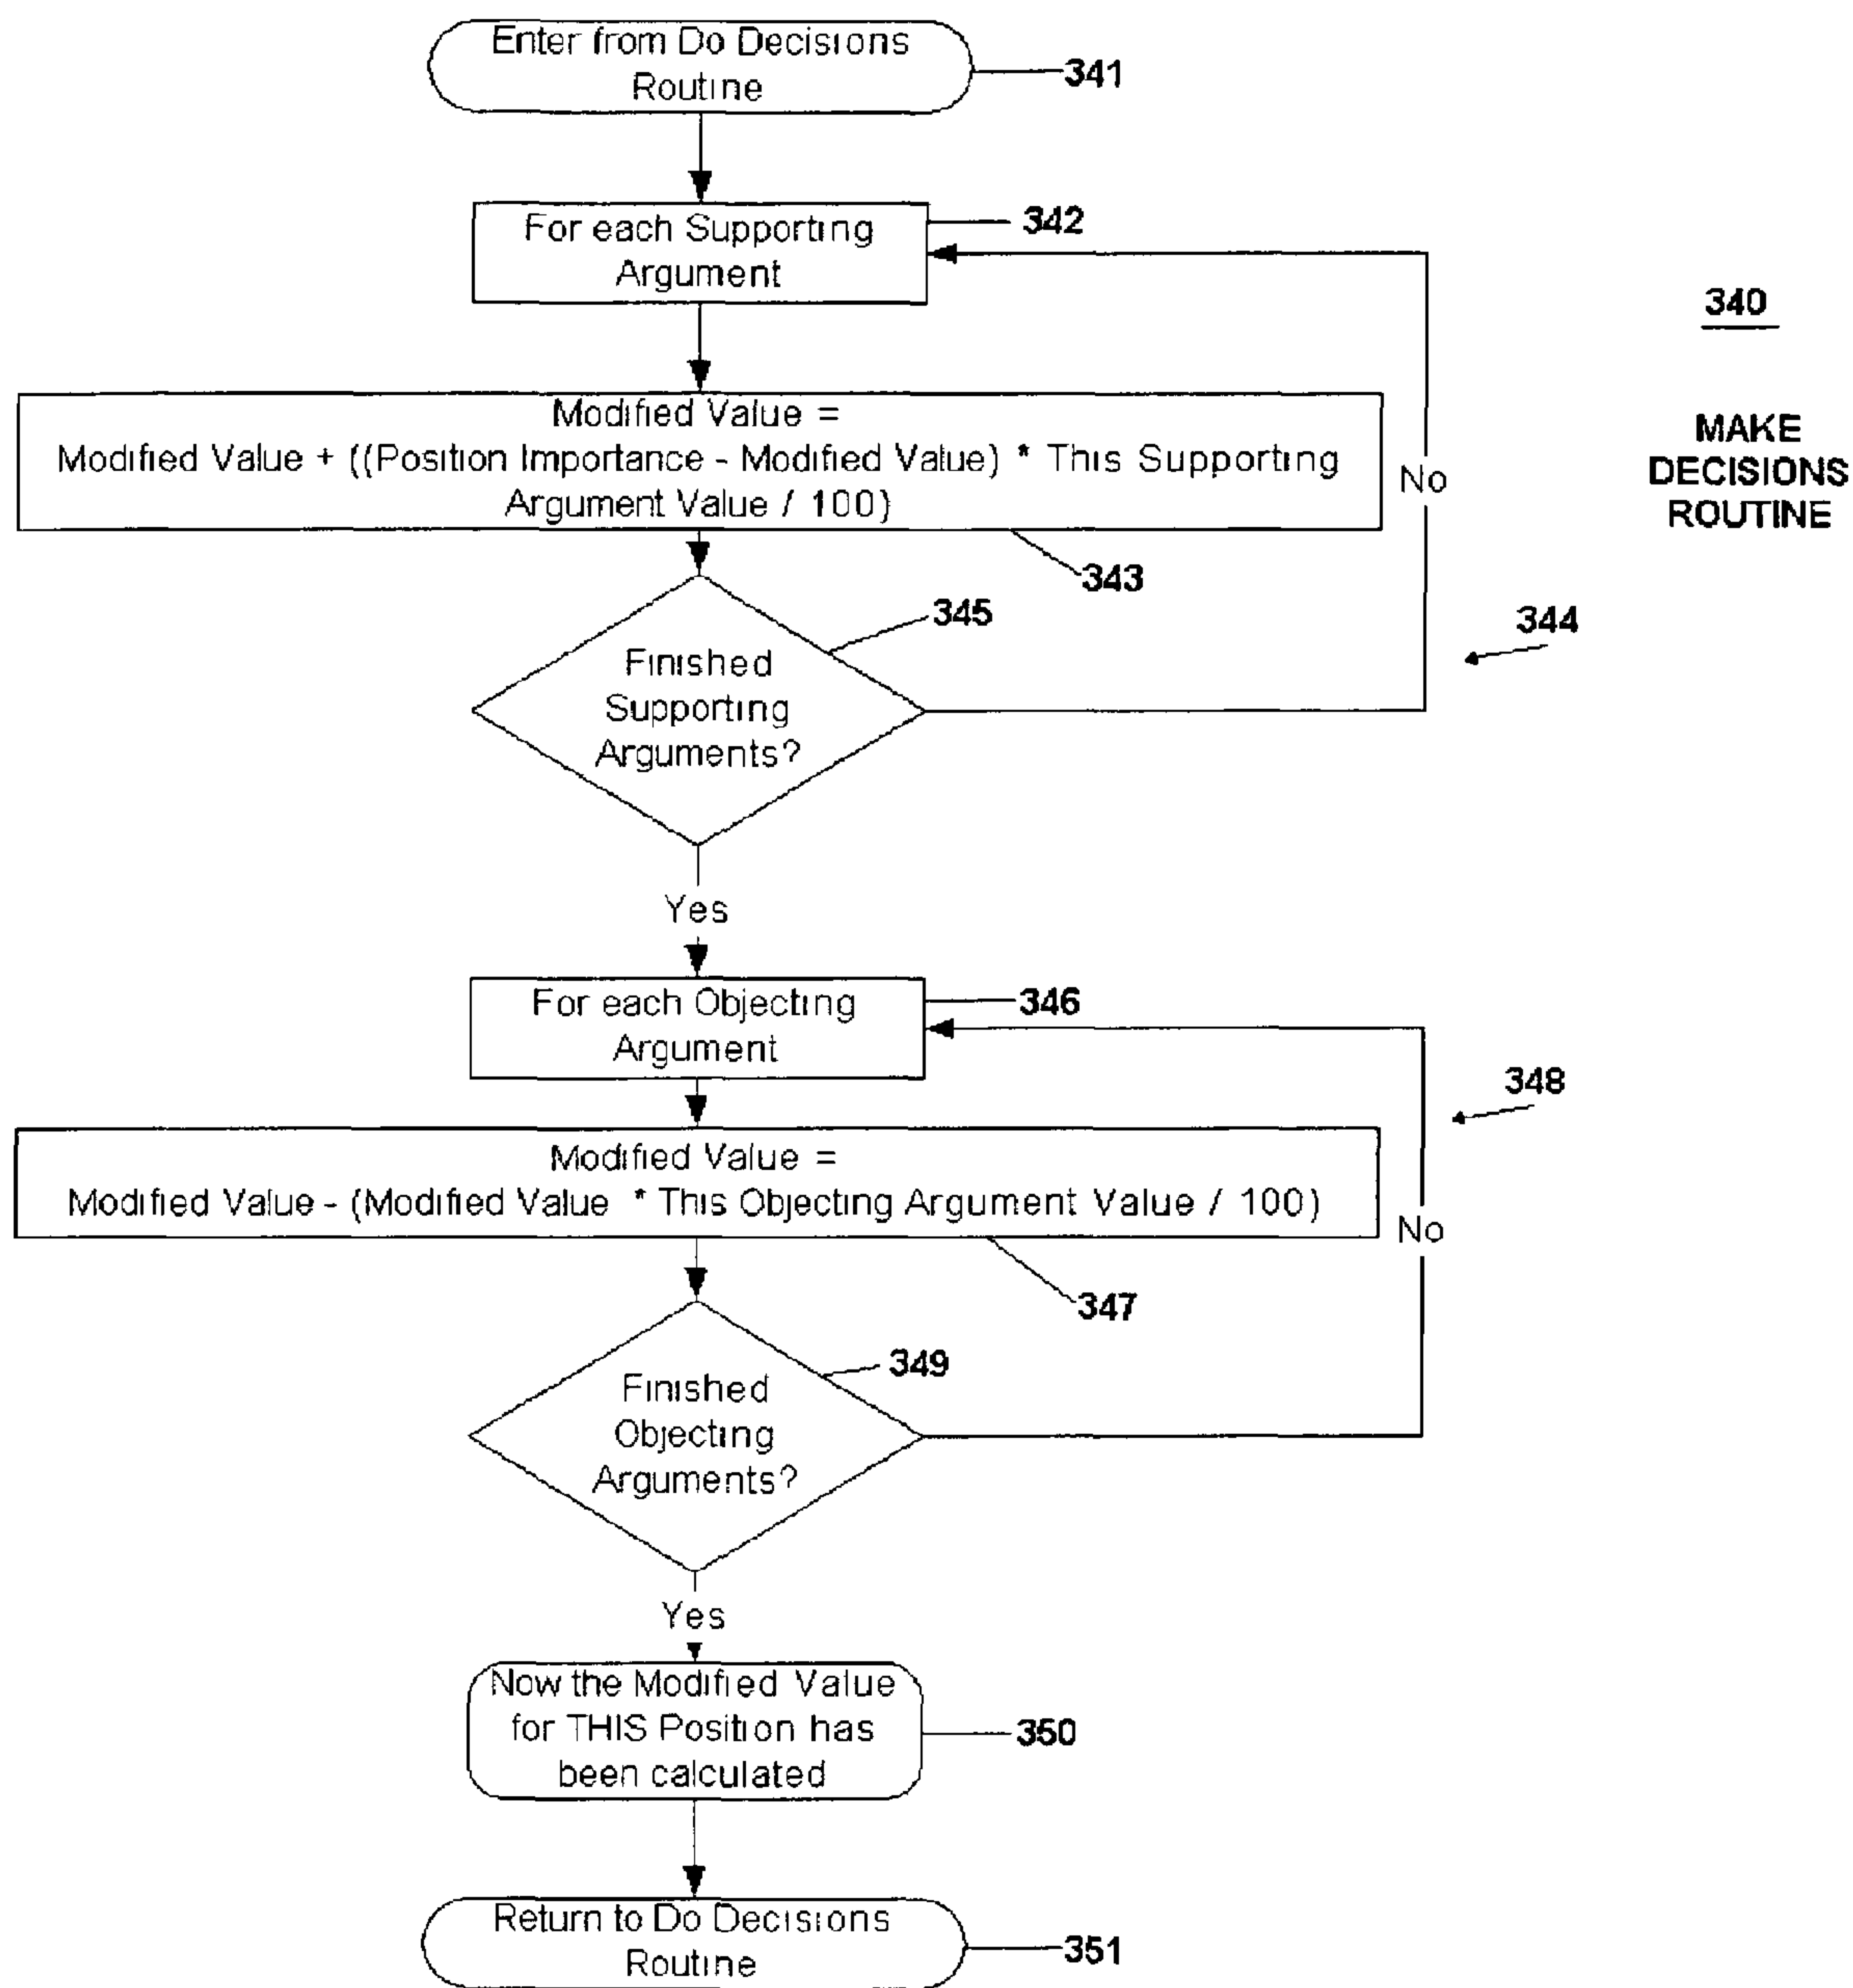 Enter from Do Decisions
Routine
341
For each Supporting
Argument
342
340
MAKE
DECISIONS
ROUTINE
Modified Value =
Modified Value + ((Position Importance - Modified Value) * This Supporting
Argument Value / 100)
No
343
345
344
Finished
Supporting
Arguments?
Yes
For each Objecting
Argument
346
348
Modified Value =
Modified Value - (Modified Value * This Objecting Argument Value / 100)
No
347
349
Finished
Objecting
Arguments?
Yes
Now the Modified Value
for THIS Position has
been calculated
350
Return to Do Decisions
Routine
351